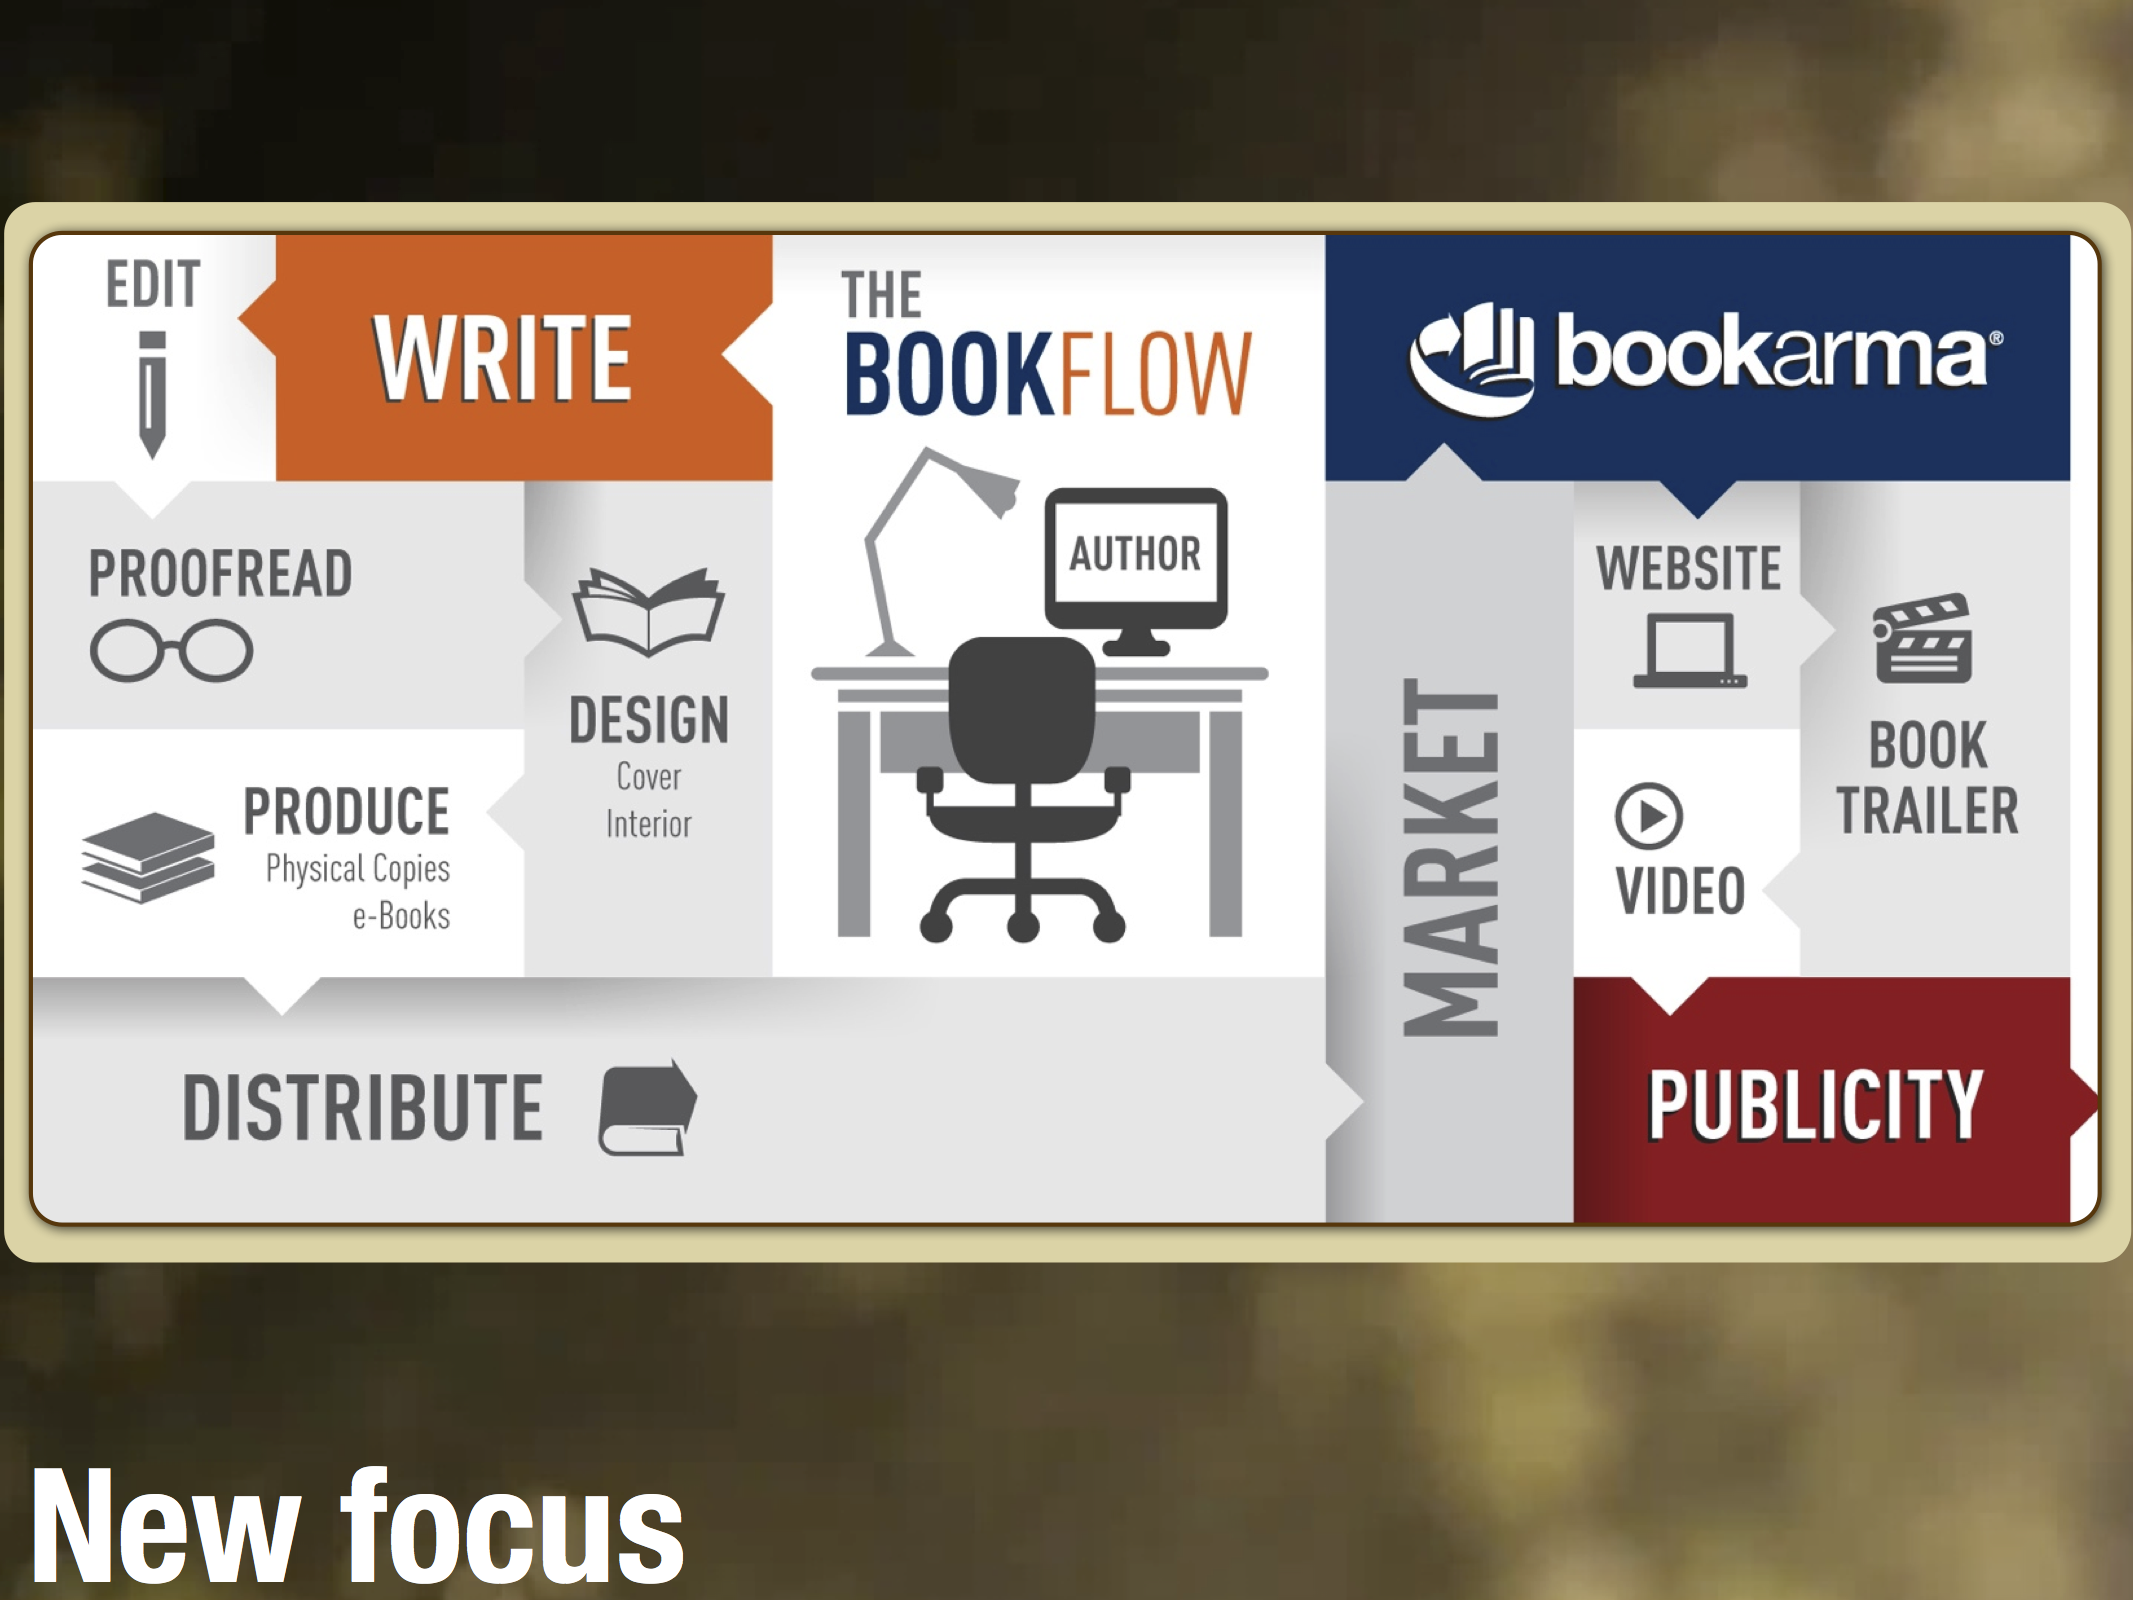 THE
BOOKFLOW
AUTHOR
WRITE
EDIT
PROOFREAD
DESIGN
Cover
Interior
PRODUCE
Physical Copies
e-Books
DISTRIBUTE
MARKET
bookarma®
WEBSITE
BOOK
TRAILER
VIDEO
PUBLICITY
New focus